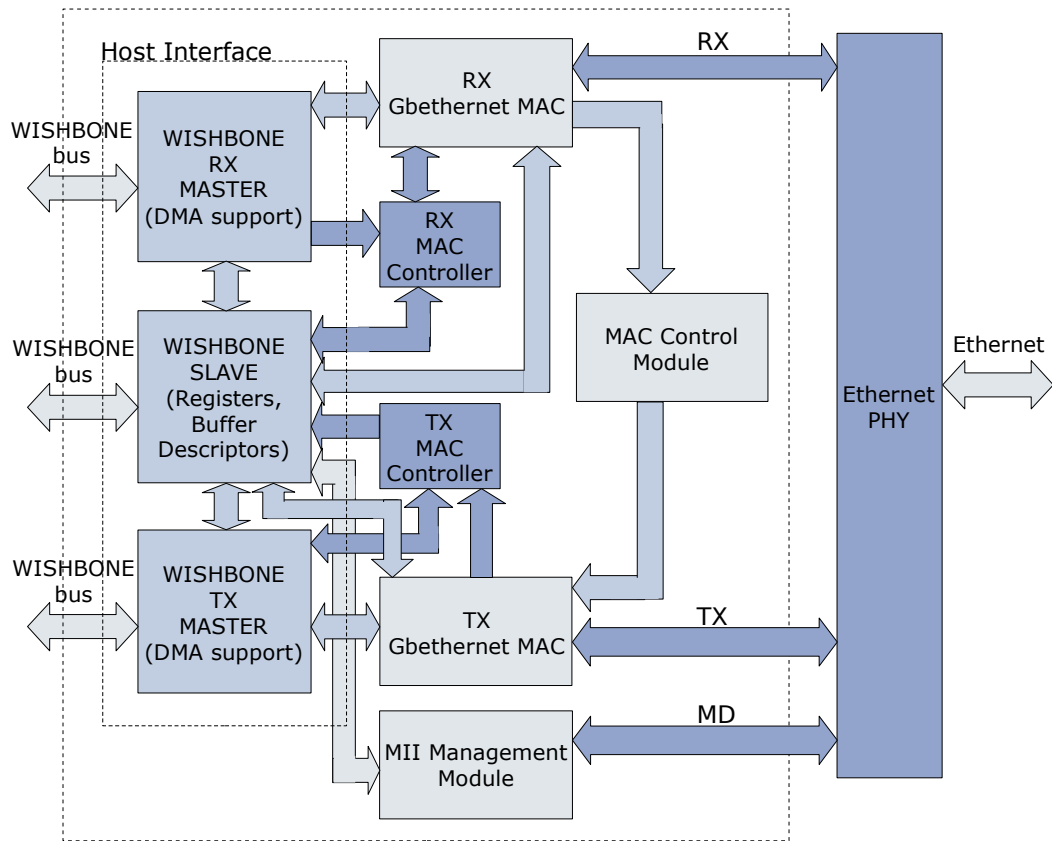 Host Interface
RX
RX
Gbethernet MAC
WISHBONE
bus
WISHBONE
RX
MASTER
(DMA support)
RX
MAC
Controller
WISHBONE
bus
WISHBONE
SLAVE
(Registers,
Buffer
Descriptors)
MAC Control
Module
Ethernet
Ethernet
PHY
TX
MAC
Controller
WISHBONE
bus
WISHBONE
TX
MASTER
(DMA support)
TX
Gbethernet MAC
TX
MII Management
Module
MD